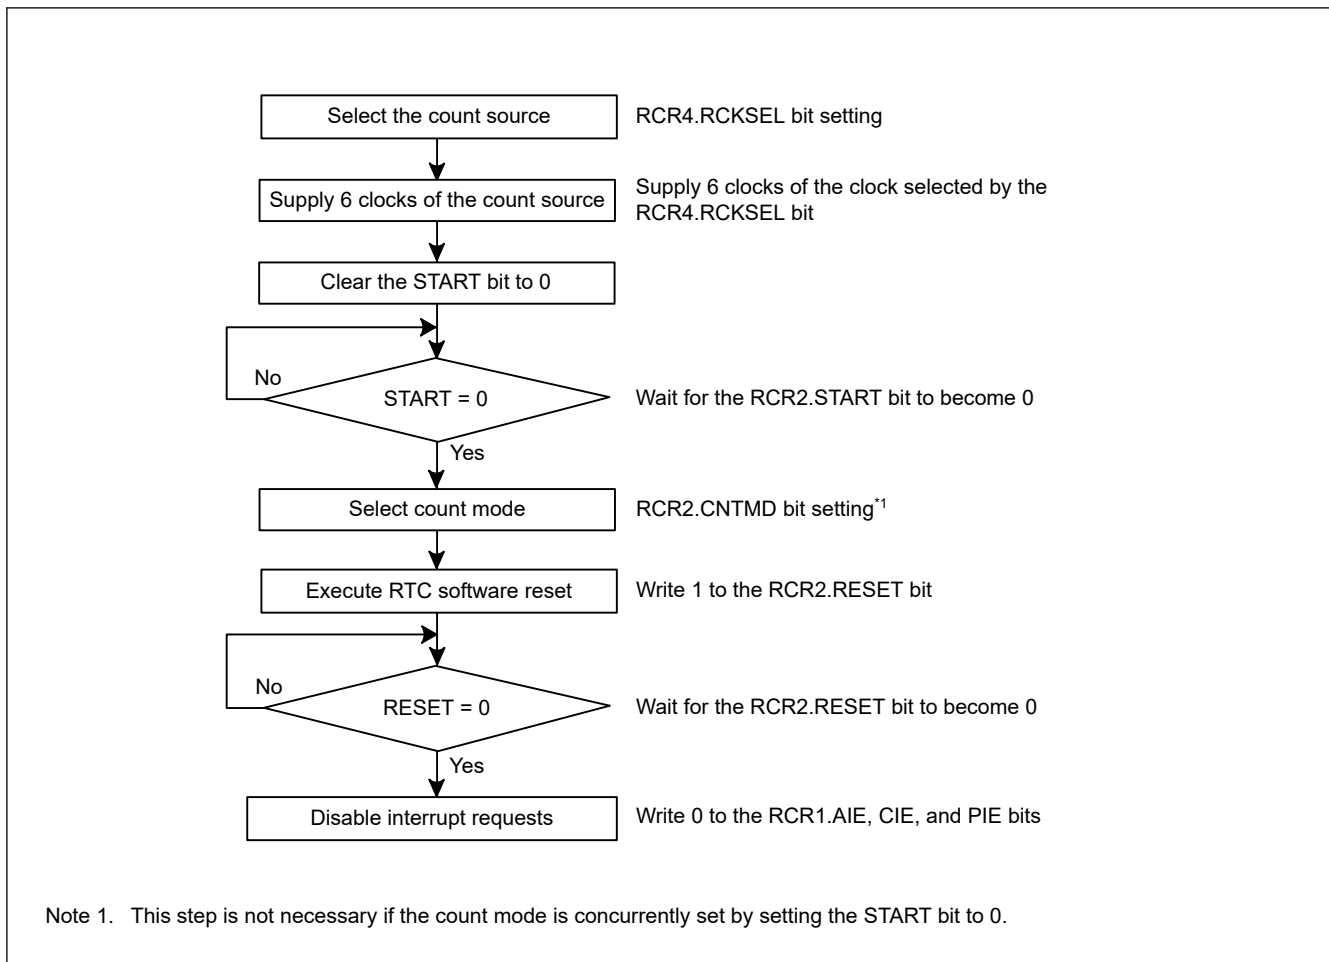 Select the count source
RCR4.RCKSEL bit setting
Supply 6 clocks of the count source
Supply 6 clocks of the clock selected by the
RCR4.RCKSEL bit
Clear the START bit to 0
No
START = 0
Wait for the RCR2.START bit to become 0
Yes
Select count mode
RCR2.CNTMD bit setting*1
Execute RTC software reset
Write 1 to the RCR2.RESET bit
No
RESET = 0
Wait for the RCR2.RESET bit to become 0
Yes
Disable interrupt requests
Write 0 to the RCR1.AIE, CIE, and PIE bits
Note 1. This step is not necessary if the count mode is concurrently set by setting the START bit to 0.